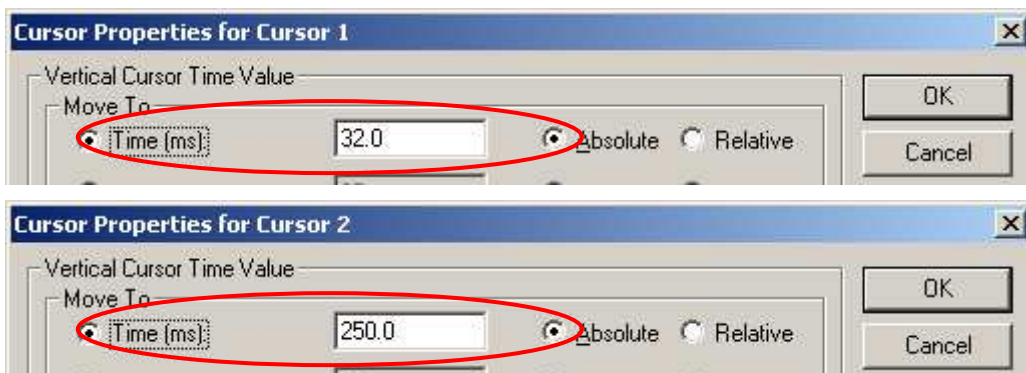 Cursor Properties for Cursor 1
Vertical Cursor Time Value
Move To
Time (ms): 32.0 Absolute Relative
OK
Cancel
Cursor Properties for Cursor 2
Vertical Cursor Time Value
Move To
Time (ms): 250.0 Absolute Relative
OK
Cancel